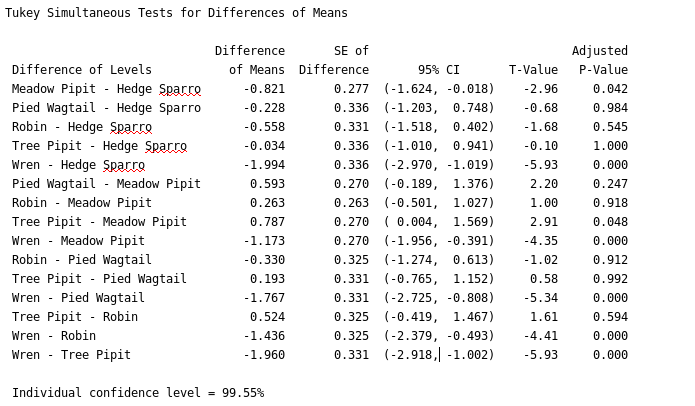 Tukey Simultaneous Tests for Differences of Means
Difference SE of Adjusted
Difference of Levels of Means Difference 95% CI T-Value P-Value
Meadow Pipit - Hedge Sparro -0.821 0.277 (-1.624, -0.018) -2.96 0.042
Pied Wagtail - Hedge Sparro -0.228 0.336 (-1.203, 0.748) -0.68 0.984
Robin - Hedge Sparro -0.558 0.331 (-1.518, 0.402) -1.68 0.545
Tree Pipit - Hedge Sparro -0.034 0.336 (-1.010, 0.941) -0.10 1.000
Wren - Hedge Sparro -1.994 0.336 (-2.970, -1.019) -5.93 0.000
Pied Wagtail - Meadow Pipit 0.593 0.270 (-0.189, 1.376) 2.20 0.247
Robin - Meadow Pipit 0.263 0.263 (-0.501, 1.027) 1.00 0.918
Tree Pipit - Meadow Pipit 0.787 0.270 ( 0.004, 1.569) 2.91 0.048
Wren - Meadow Pipit -1.173 0.270 (-1.956, -0.391) -4.35 0.000
Robin - Pied Wagtail -0.330 0.325 (-1.274, 0.613) -1.02 0.912
Tree Pipit - Pied Wagtail 0.193 0.331 (-0.765, 1.152) 0.58 0.992
Wren - Pied Wagtail -1.767 0.331 (-2.725, -0.808) -5.34 0.000
Tree Pipit - Robin 0.524 0.325 (-0.419, 1.467) 1.61 0.594
Wren - Robin -1.436 0.325 (-2.379, -0.493) -4.41 0.000
Wren - Tree Pipit -1.960 0.331 (-2.918, -1.002) -5.93 0.000
Individual confidence level = 99.55%